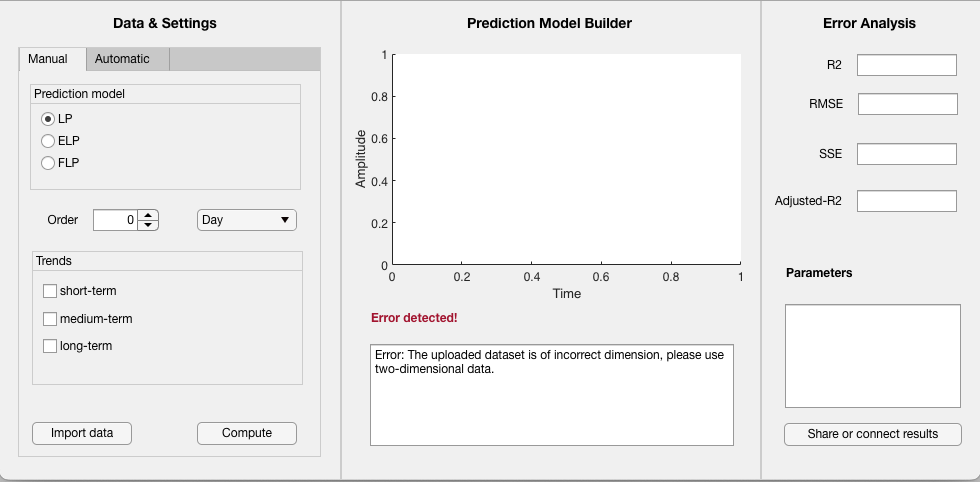 Data & Settings
Manual
Automatic
Prediction model
LP
ELP
FLP
Order
0
Day
Trends
short-term
medium-term
long-term
Import data
Compute
Prediction Model Builder
1
0.8
0.6
0.4
0.2
0
Amplitude
0
0.2
0.4
0.6
0.8
1
Time
Error detected!
Error: The uploaded dataset is of incorrect dimension, please use
two-dimensional data.
Error Analysis
R2
RMSE
SSE
Adjusted-R2
Parameters
Share or connect results